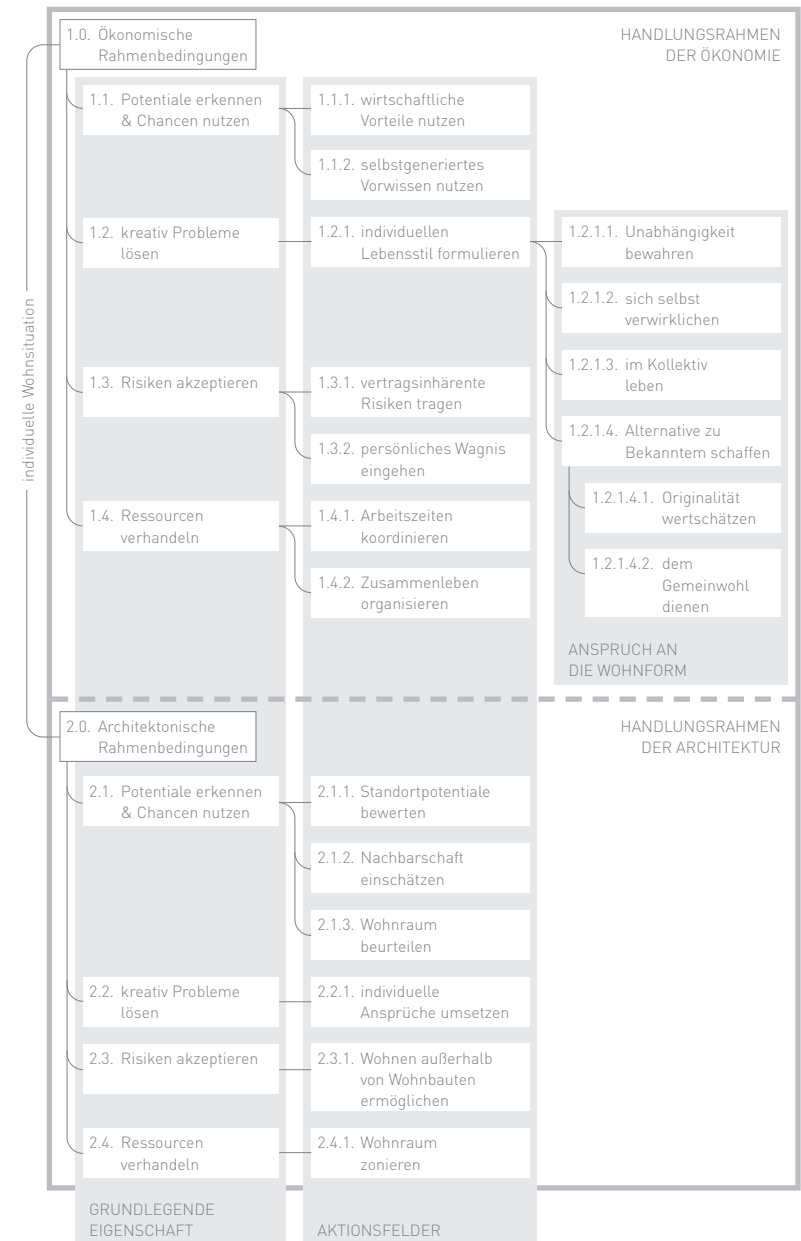 1.0. Ökonomische
Rahmenbedingungen
HANDLUNGSRAHMEN
DER ÖKONOMIE
1.1. Potentiale erkennen
& Chancen nutzen
1.1.1. wirtschaftliche
Vorteile nutzen
1.1.2. selbstgeneriertes
Vorwissen nutzen
1.2. kreativ Probleme
lösen
1.2.1. individuellen
Lebensstil formulieren
1.2.1.1. Unabhängigkeit
bewahren
1.2.1.2. sich selbst
verwirklichen
1.2.1.3. im Kollektiv
leben
1.2.1.4. Alternative zu
Bekanntem schaffen
1.2.1.4.1. Originalität
wertschätzen
1.2.1.4.2. dem
Gemeinwohl
dienen
ANSPRUCH AN
DIE WOHNFORM
1.3. Risiken akzeptieren
1.3.1. vertragsinhärente
Risiken tragen
1.3.2. persönliches Wagnis
eingehen
1.4. Ressourcen
verhandeln
1.4.1. Arbeitszeiten
koordinieren
1.4.2. Zusammenleben
organisieren
individuelle Wohnsituation
2.0. Architektonische
Rahmenbedingungen
HANDLUNGSRAHMEN
DER ARCHITEKTUR
2.1. Potentiale erkennen
& Chancen nutzen
2.1.1. Standortpotentiale
bewerten
2.1.2. Nachbarschaft
einschätzen
2.1.3. Wohnraum
beurteilen
2.2. kreativ Probleme
lösen
2.2.1. individuelle
Ansprüche umsetzen
2.3. Risiken akzeptieren
2.3.1. Wohnen außerhalb
von Wohnbauten
ermöglichen
2.4. Ressourcen
verhandeln
2.4.1. Wohnraum
zonieren
GRUNDLEGENDE
EIGENSCHAFT
AKTIONSFELDER